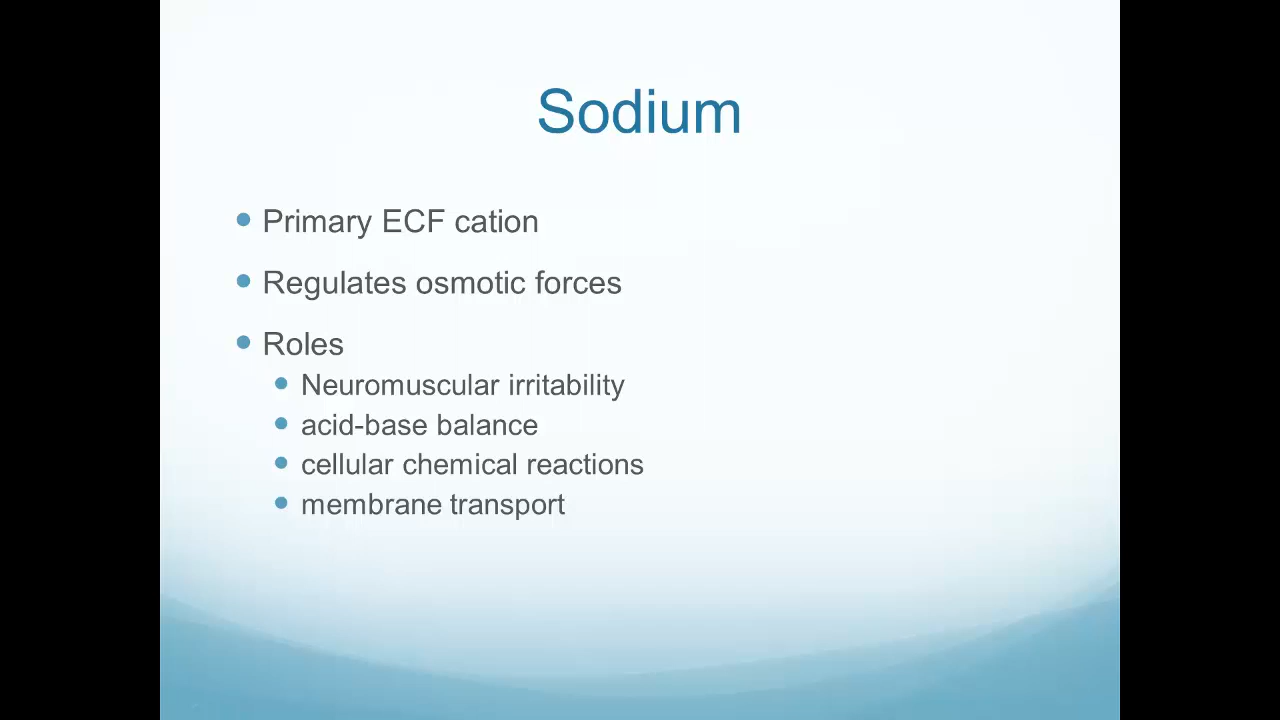 Sodium
Primary ECF cation
Regulates osmotic forces
Roles
Neuromuscular irritability
acid-base balance
cellular chemical reactions
membrane transport